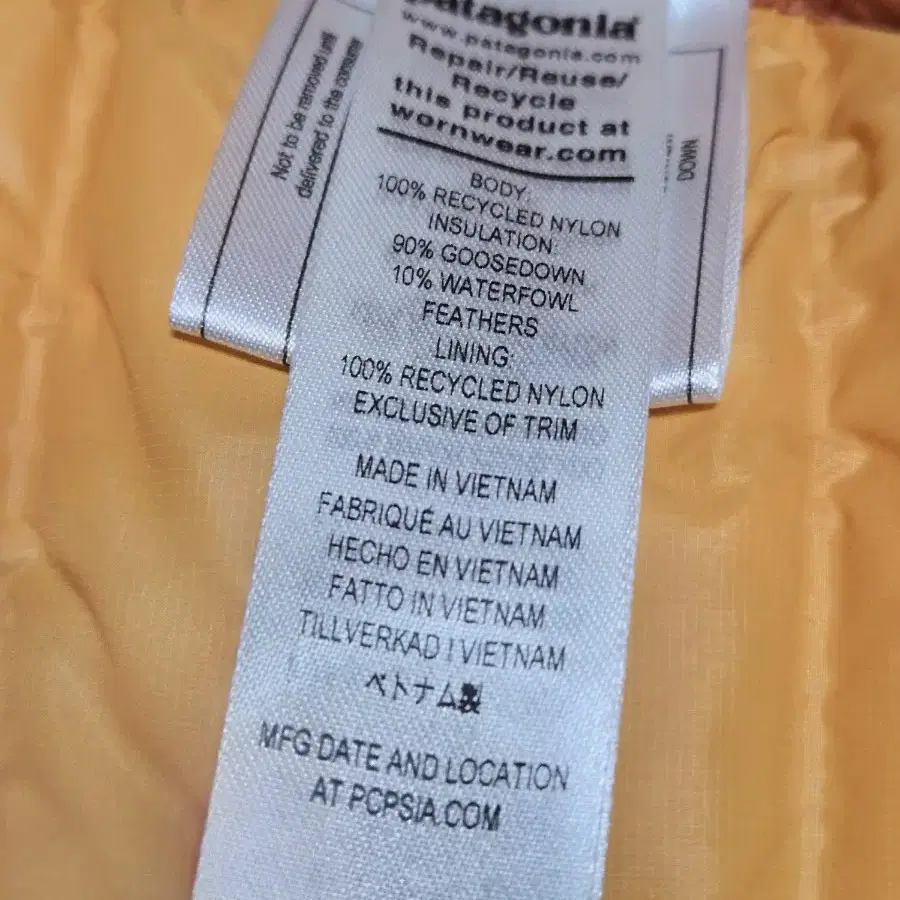 patagonia
www.patagonia.com
Repair/Reuse/
Recycle
this product at
wornwear.com
BODY:
100% RECYCLED NYLON
INSULATION:
90% GOOSEDOWN
10% WATERFOWL
FEATHERS
LINING:
100% RECYCLED NYLON
EXCLUSIVE OF TRIM
MADE IN VIETNAM
FABRIQUÉ AU VIETNAM
HECHO EN VIETNAM
FATTO IN VIETNAM
TILLVERKAD I VIETNAM
ベトナム製
MFG DATE AND LOCATION
AT PCPSIA.COM
Not to be removed until
delivered to the consume
DOWN